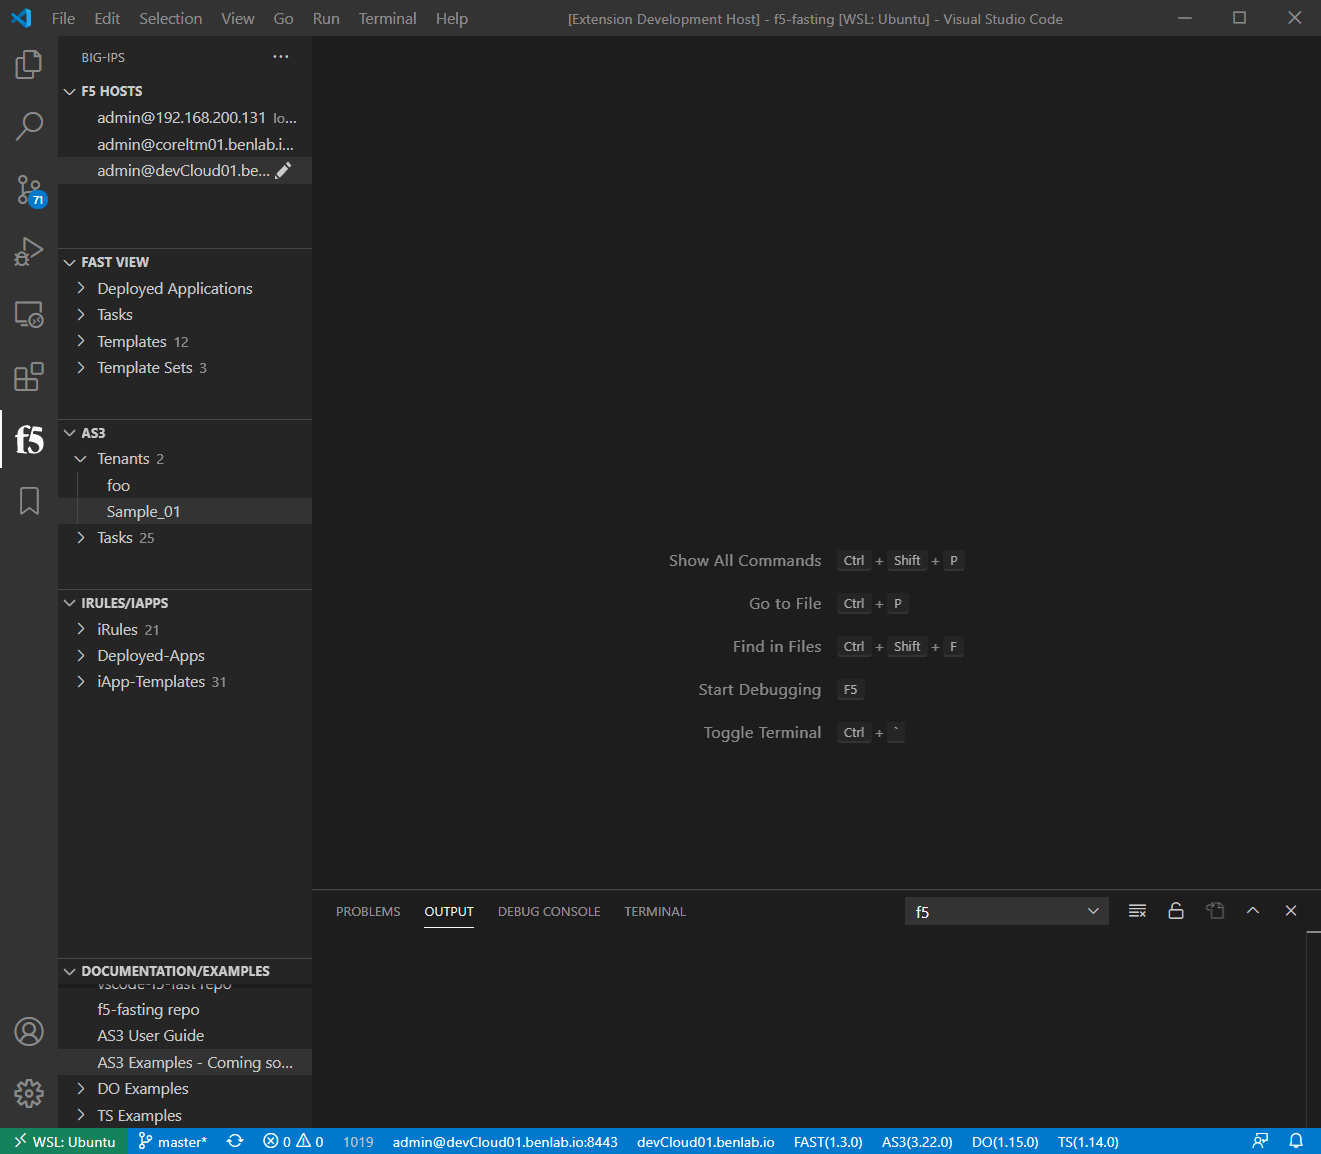 File Edit Selection View Go Run Terminal Help [Extension Development Host] - f5-fasting [WSL: Ubuntu] - Visual Studio Code
BIG-IPS
F5 HOSTS
admin@192.168.200.131 lo...
admin@coreltm01.benlab.i...
admin@devCloud01.be...
71
FAST VIEW
Deployed Applications
Tasks
Templates 12
Template Sets 3
f5
AS3
Tenants 2
foo
Sample_01
Tasks 25
IRULES/IAPPS
iRules 21
Deployed-Apps
iApp-Templates 31
Show All Commands Ctrl + Shift + P
Go to File Ctrl + P
Find in Files Ctrl + Shift + F
Start Debugging F5
Toggle Terminal Ctrl + `
PROBLEMS OUTPUT DEBUG CONSOLE TERMINAL f5
DOCUMENTATION/EXAMPLES
vscode-f5-fast repo
f5-fasting repo
AS3 User Guide
AS3 Examples - Coming so...
DO Examples
TS Examples
WSL: Ubuntu master* 0 0 1019 admin@devCloud01.benlab.io:8443 devCloud01.benlab.io FAST(1.3.0) AS3(3.22.0) DO(1.15.0) TS(1.14.0)